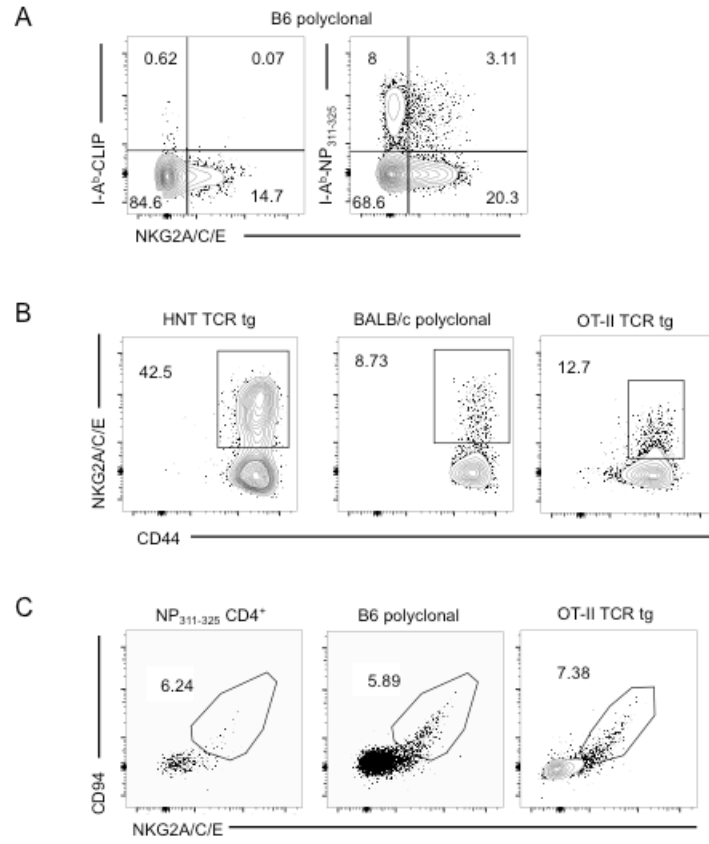 A
B6 polyclonal
I-Aᵇ-CLIP
0.62 0.07
84.6 14.7
I-Aᵇ-NP₃₁₁₋₃₂₅
8 3.11
68.6 20.3
NKG2A/C/E
B
HNT TCR tg BALB/c polyclonal OT-II TCR tg
NKG2A/C/E
42.5 8.73 12.7
CD44
C
NP₃₁₁₋₃₂₅ CD4⁺ B6 polyclonal OT-II TCR tg
CD94
6.24 5.89 7.38
NKG2A/C/E